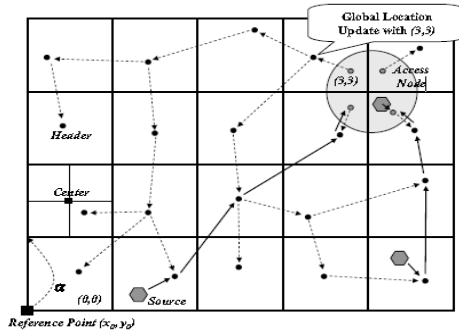 Global Location
Update with (3,3)
(3,3)
Access
Node
Header
Center
α
(0,0)
Source
Reference Point (x₀, y₀)